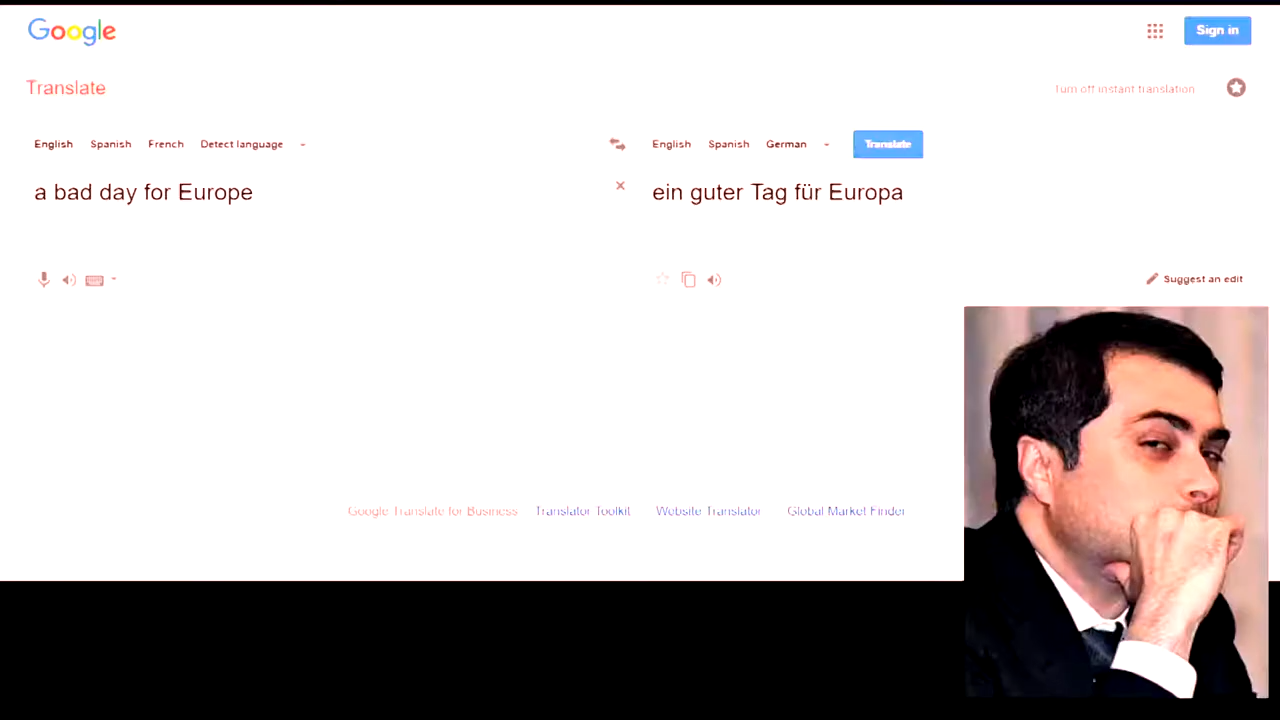 Google
Sign in
Translate
Turn off instant translation
English Spanish French Detect language
English Spanish German Translate
a bad day for Europe
ein guter Tag für Europa
Suggest an edit
Google Translate for Business Translator Toolkit Website Translator Global Market Finder